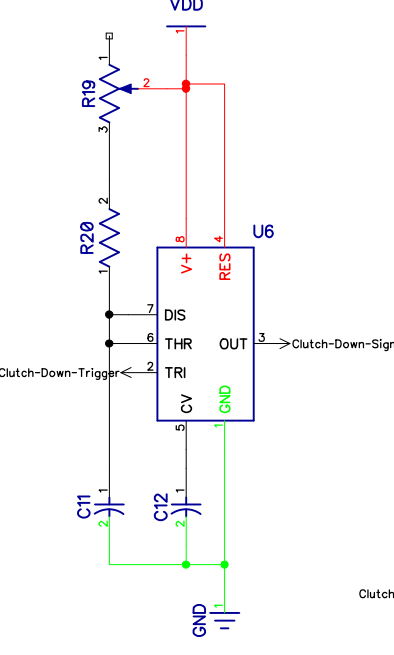 VDD
1
1
R19
2
3
2
R20
1
8
4
U6
V+
RES
7
DIS
6
THR
OUT
3
Clutch-Down-Sign
Clutch-Down-Trigger
2
TRI
CV
GND
5
1
1
C11
2
1
C12
2
Clutch
1
GND